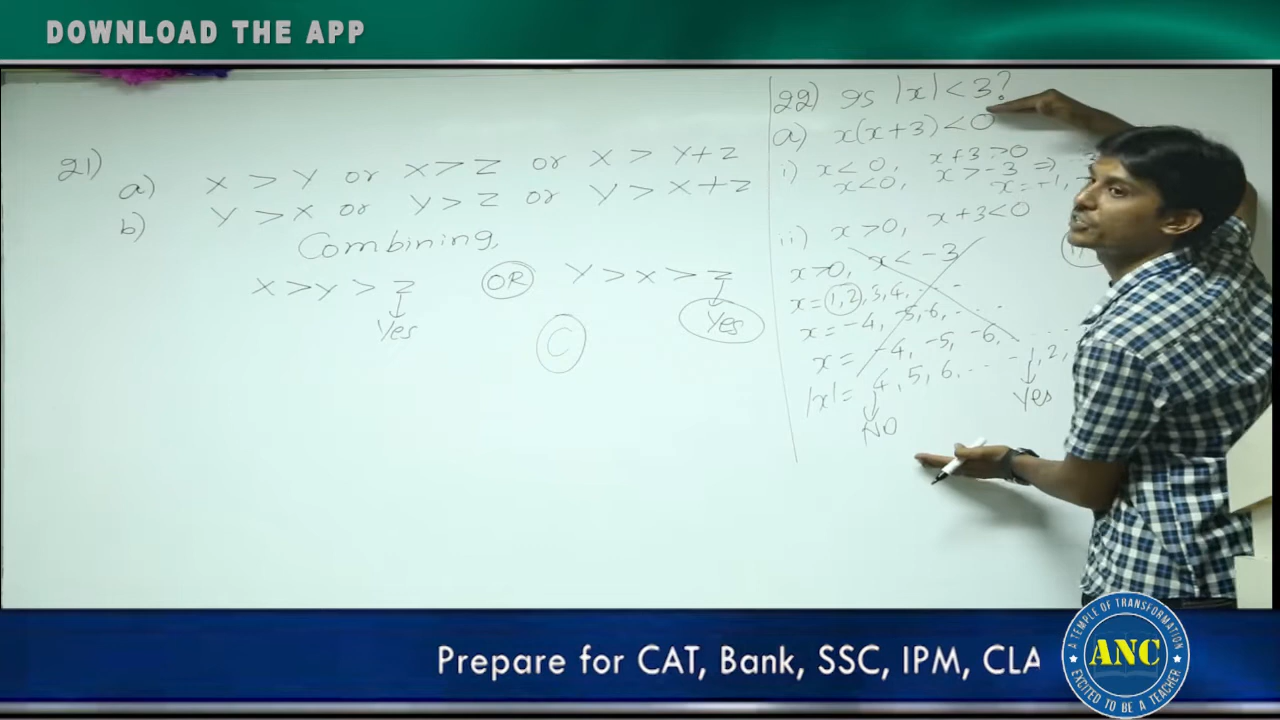 DOWNLOAD THE APP
21)
a) X > Y or X > Z or X > Y+Z
b) Y > X or Y > Z or Y > X+Z
Combining,
X > Y > Z OR Y > X > Z
Yes Yes
C
22) Is |x| < 3?
a) x(x+3) < 0
i) x < 0, x+3 > 0
x < 0, x > -3 ⇒
x = -1,
ii) x > 0, x+3 < 0
x > 0, x < -3
x = 1, 2, 3, 4, ...
x = -4, -5, -6, ...
x = -4, -5, -6, ...
|x| = 4, 5, 6, ... 1, 2,
NO Yes
Prepare for CAT, Bank, SSC, IPM, CLA
A TEMPLE OF TRANSFORMATION
ANC
EXCITED TO BE A TEACHER